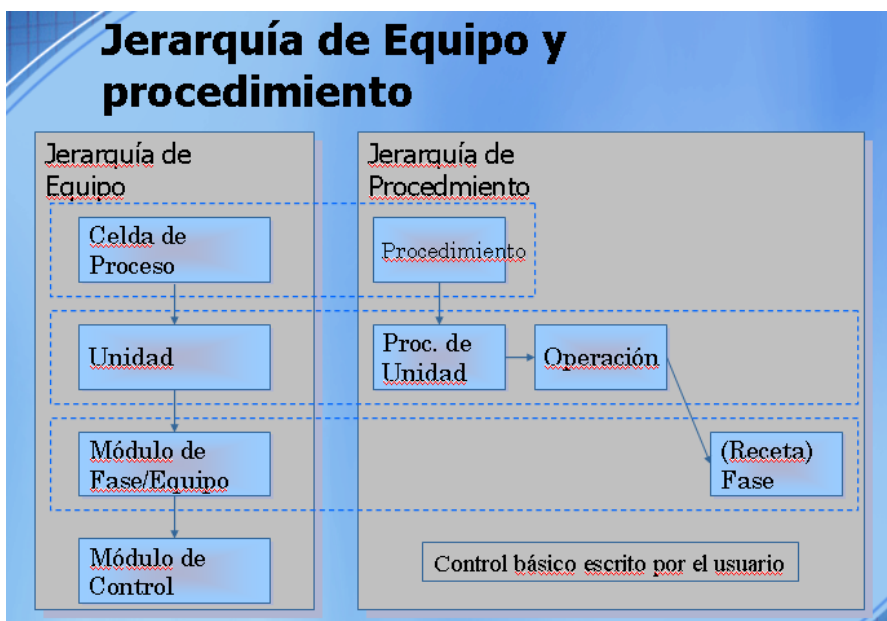 Jerarquía de Equipo y
procedimiento
Jerarquía de
Equipo
Celda de
Proceso
Unidad
Módulo de
Fase/Equipo
Módulo de
Control
Jerarquía de
Procedmiento
Procedimiento
Proc. de
Unidad
Operación
(Receta)
Fase
Control básico escrito por el usuario